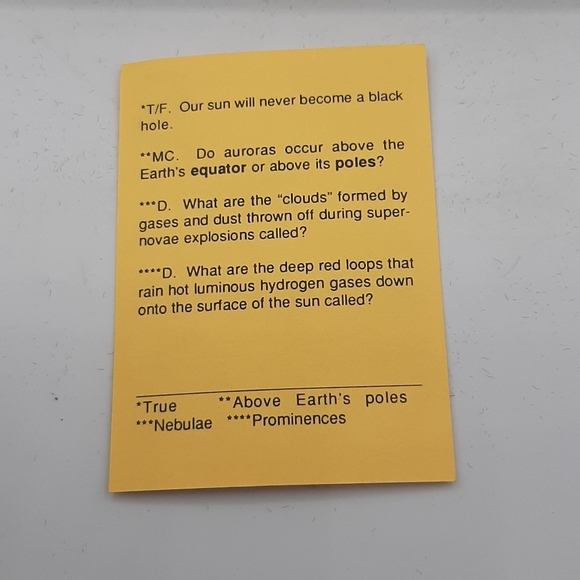 *T/F. Our sun will never become a black
hole.
**MC. Do auroras occur above the
Earth's equator or above its poles?
***D. What are the "clouds" formed by
gases and dust thrown off during super-
novae explosions called?
****D. What are the deep red loops that
rain hot luminous hydrogen gases down
onto the surface of the sun called?
*True **Above Earth's poles
***Nebulae ****Prominences